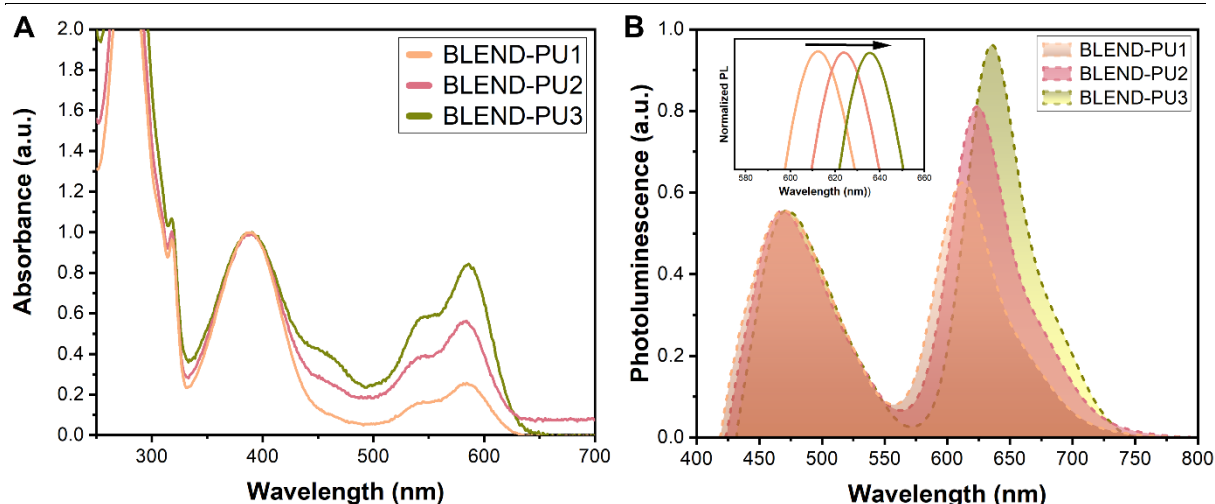 A
Absorbance (a.u.)
2.0
1.8
1.6
1.4
1.2
1.0
0.8
0.6
0.4
0.2
0.0
BLEND-PU1
BLEND-PU2
BLEND-PU3
300 400 500 600 700
Wavelength (nm)
B
Photoluminescence (a.u.)
1.0
0.8
0.6
0.4
0.2
0.0
Normalized PL
580 600 620 640 660
Wavelength (nm))
BLEND-PU1
BLEND-PU2
BLEND-PU3
400 450 500 550 600 650 700 750 800
Wavelength (nm)